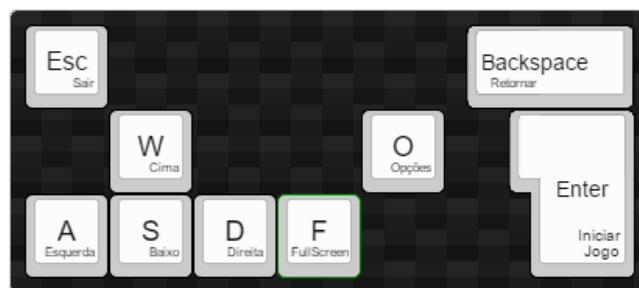 Esc
Sair
Backspace
Retornar
W
Cima
O
Opções
A
Esquerda
S
Baixo
D
Direita
F
FullScreen
Enter
Iniciar
Jogo